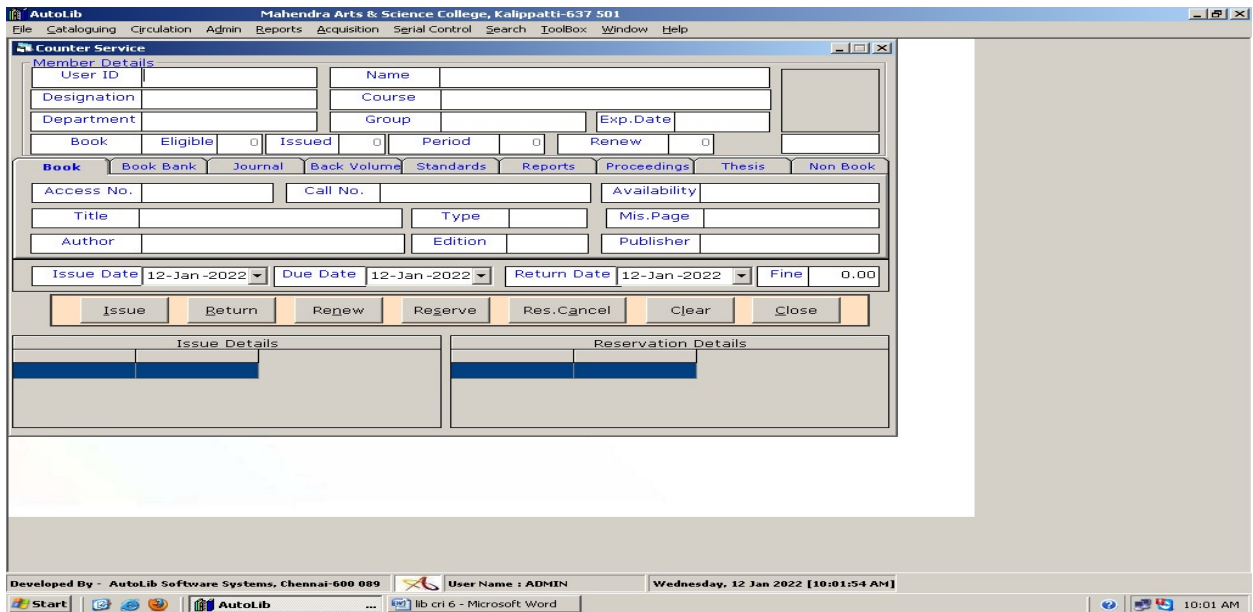 AutoLib Mahendra Arts & Science College, Kalippatti-637 501
File Cataloguing Circulation Admin Reports Acquisition Serial Control Search ToolBox Window Help
Counter Service
Member Details
User ID Name
Designation Course
Department Group Exp.Date
Book Eligible 0 Issued 0 Period 0 Renew 0
Book Book Bank Journal Back Volume Standards Reports Proceedings Thesis Non Book
Access No. Call No. Availability
Title Type Mis.Page
Author Edition Publisher
Issue Date 12-Jan-2022 Due Date 12-Jan-2022 Return Date 12-Jan-2022 Fine 0.00
Issue Return Renew Reserve Res.Cancel Clear Close
Issue Details Reservation Details
Developed By - AutoLib Software Systems, Chennai-600 089 User Name : ADMIN Wednesday, 12 Jan 2022 [10:01:54 AM]
Start AutoLib ... lib cri 6 - Microsoft Word 10:01 AM